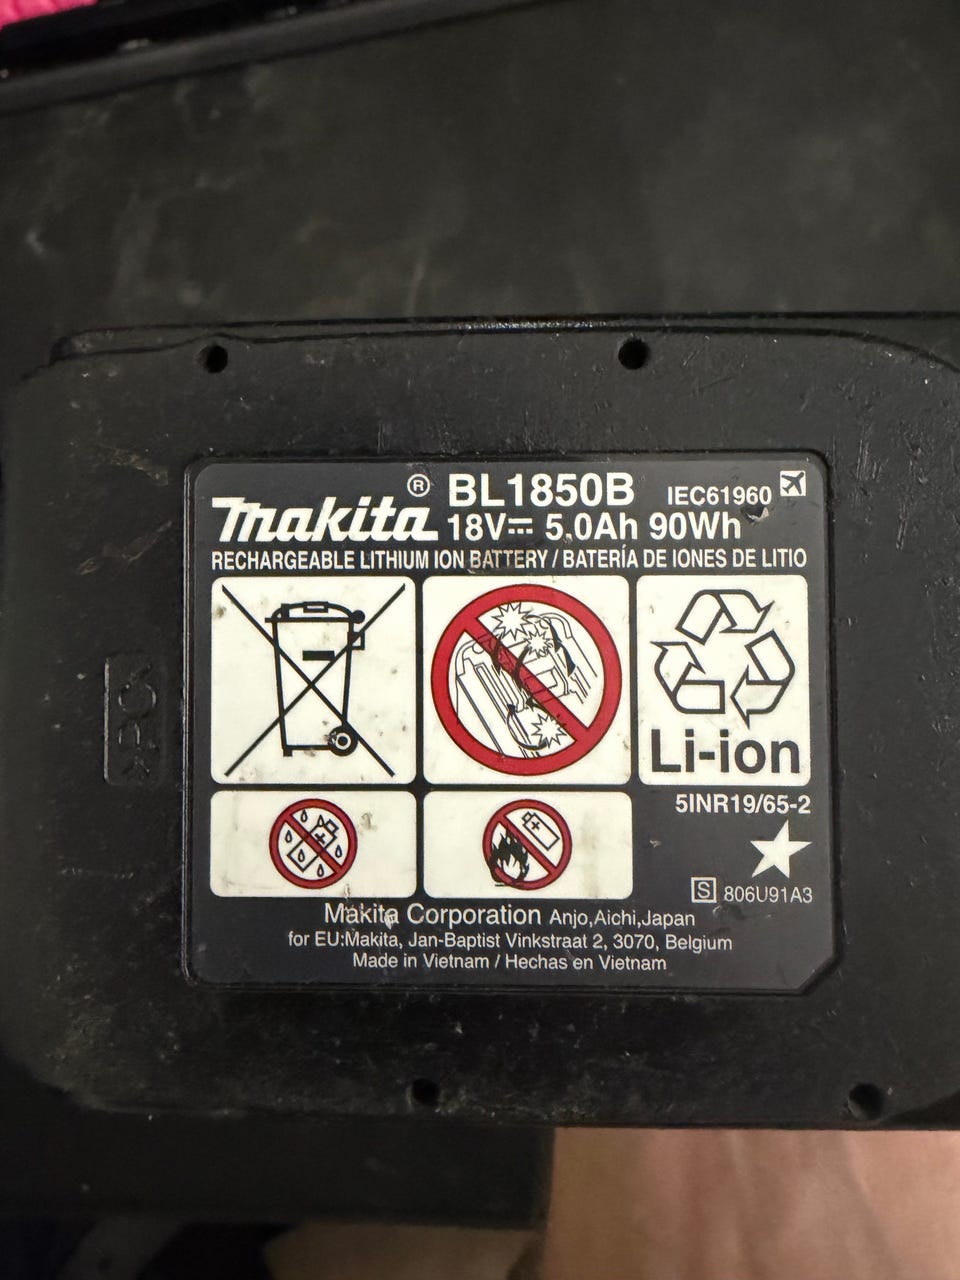 makita® BL1850B IEC61960
18V⎓ 5.0Ah 90Wh
RECHARGEABLE LITHIUM ION BATTERY / BATERÍA DE IONES DE LITIO
Li-ion
5INR19/65-2
S 806U91A3
Makita Corporation Anjo,Aichi,Japan
for EU:Makita, Jan-Baptist Vinkstraat 2, 3070, Belgium
Made in Vietnam / Hechas en Vietnam